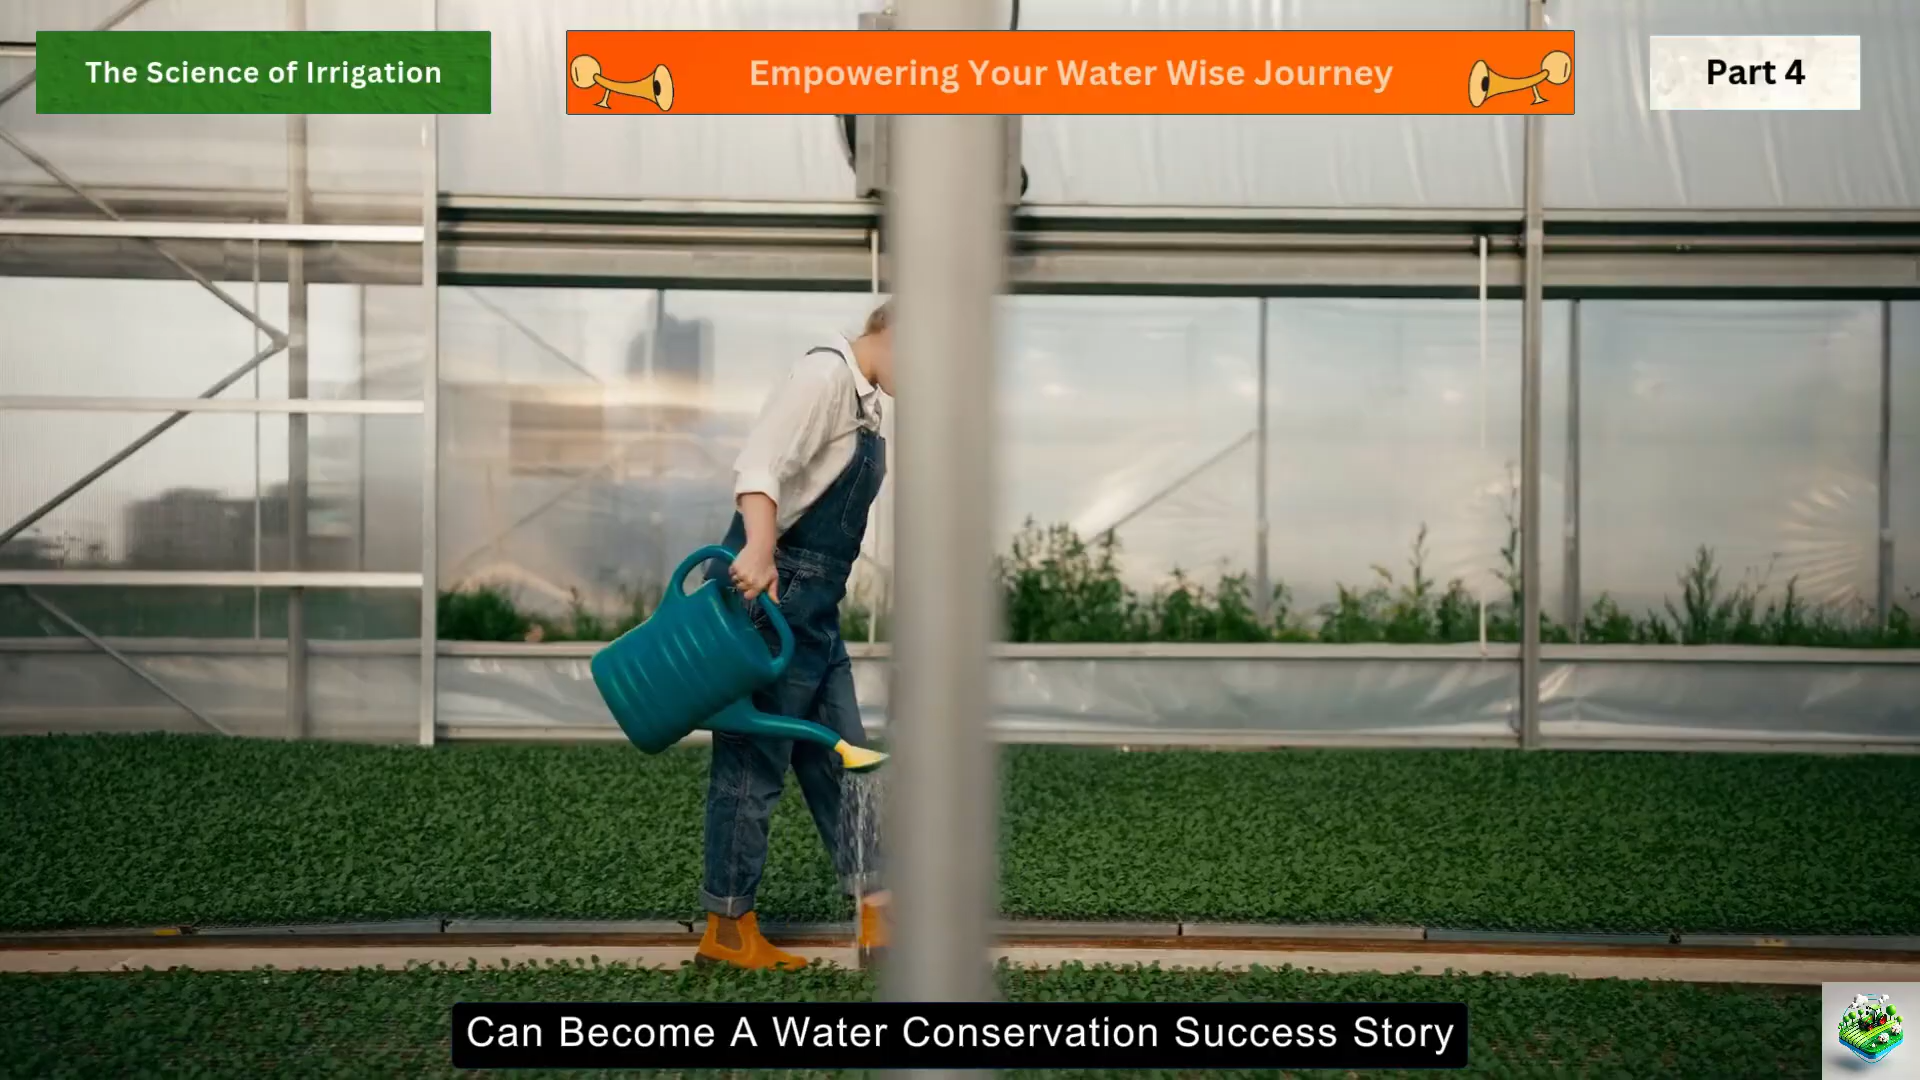 The Science of Irrigation
Empowering Your Water Wise Journey
Part 4
Can Become A Water Conservation Success Story